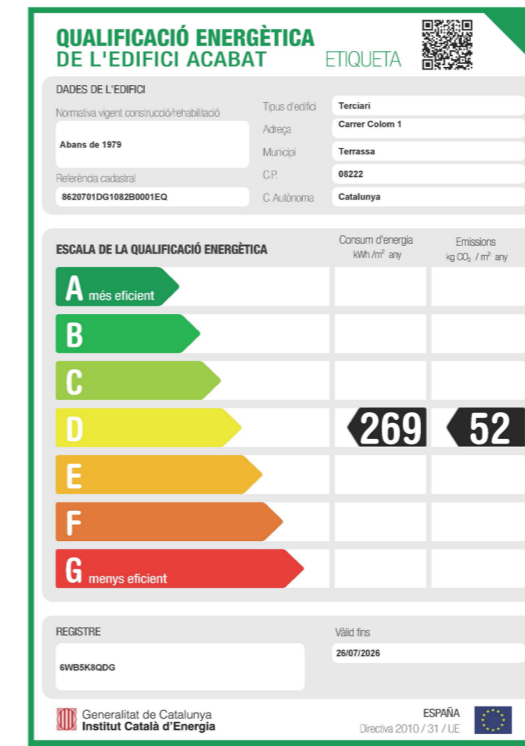 QUALIFICACIÓ ENERGÈTICA
DE L'EDIFICI ACABAT ETIQUETA
DADES DE L'EDIFICI
Normativa vigent construcció/rehabilitació
Abans de 1979
Referència cadastral
8620701DG1082B0001EQ
Tipus d'edifici Terciari
Adreça Carrer Colom 1
Municipi Terrassa
C.P. 08222
C. Autònoma Catalunya
ESCALA DE LA QUALIFICACIÓ ENERGÈTICA
Consum d'energia
kWh /m² any
Emissions
kg CO₂ / m² any
A més eficient
B
C
D 269 52
E
F
G menys eficient
REGISTRE
6WB5K8QDG
Vàlid fins
26/07/2026
Generalitat de Catalunya
Institut Català d'Energia
ESPAÑA
Directiva 2010 / 31 / UE